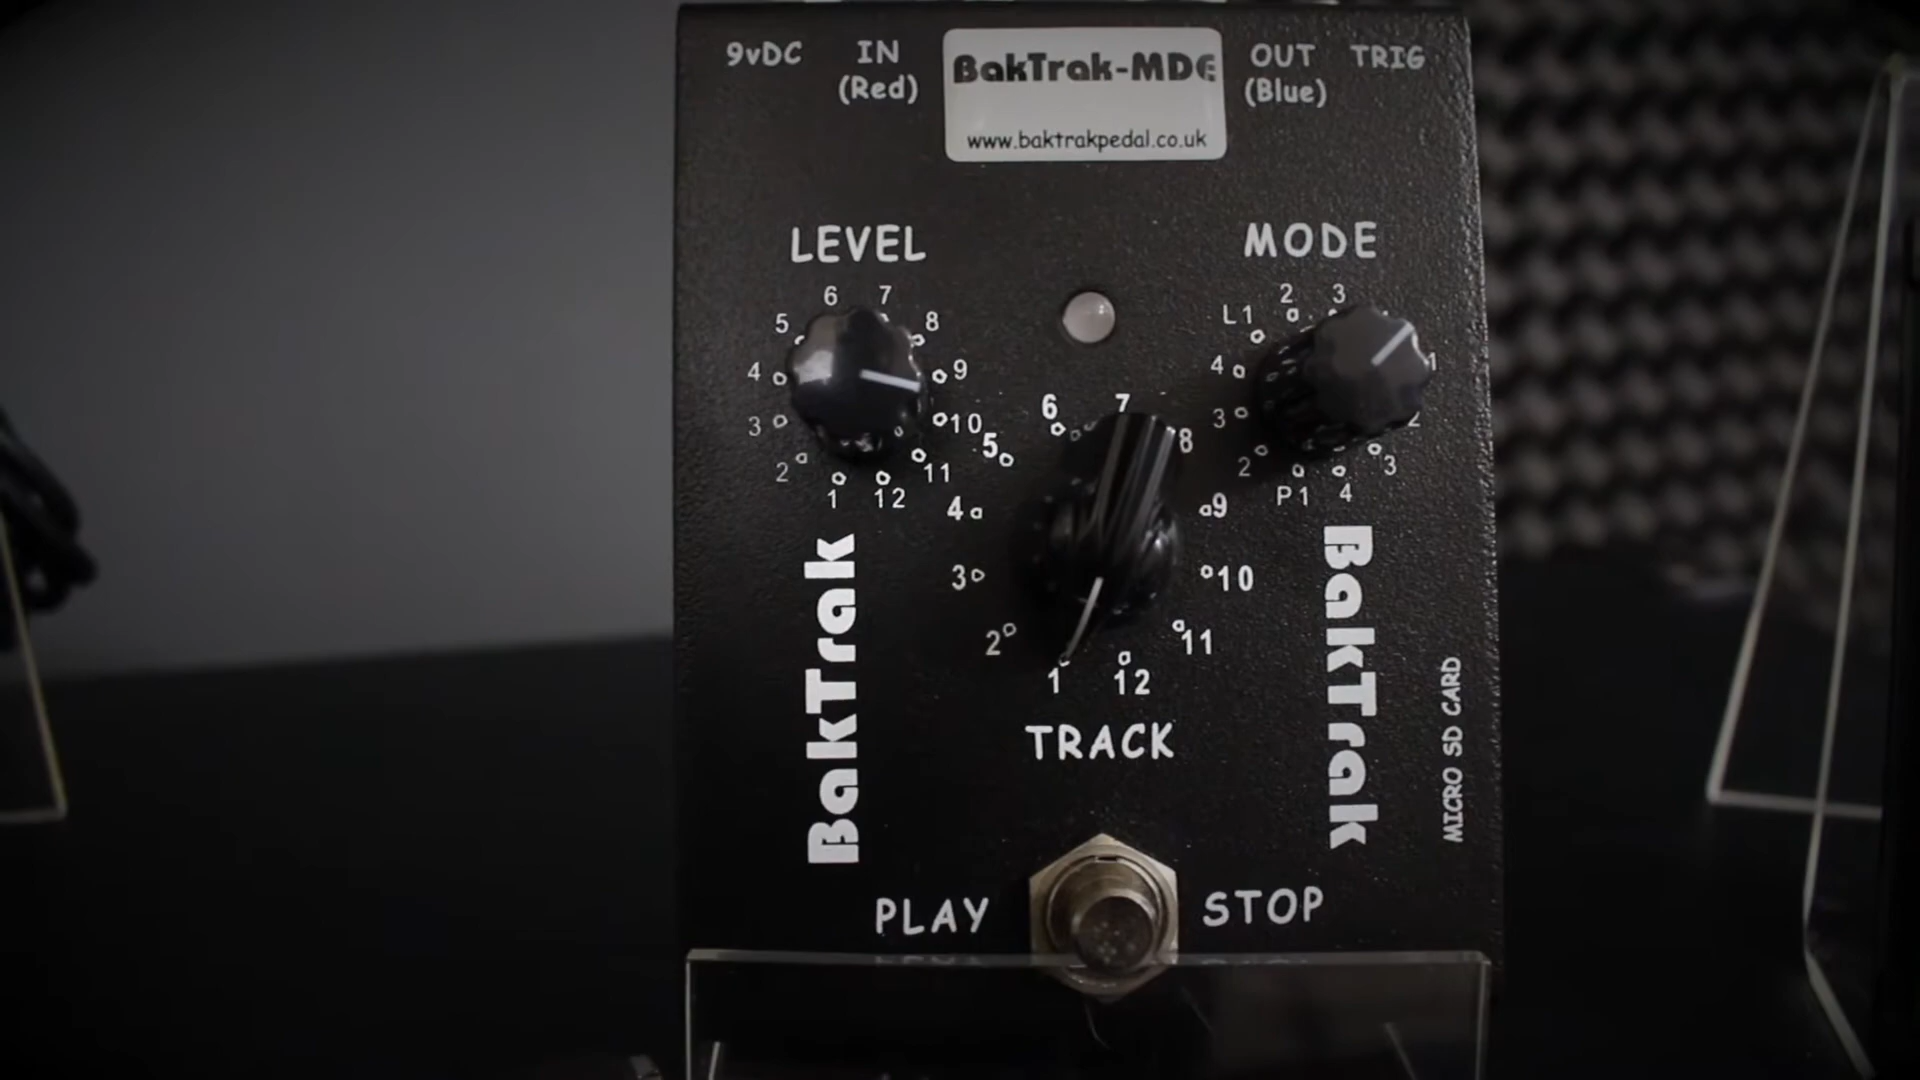 9vDC
IN
(Red)
BakTrak-MDE
www.baktrakpedal.co.uk
OUT
(Blue)
TRIG
LEVEL
1 2 3 4 5 6 7 8 9 10 11 12
MODE
P1 2 3 4 L1 2 3 1 2 3 4
1 2 3 4 5 6 7 8 9 10 11 12
TRACK
BakTrak
BakTrak
MICRO SD CARD
PLAY
STOP